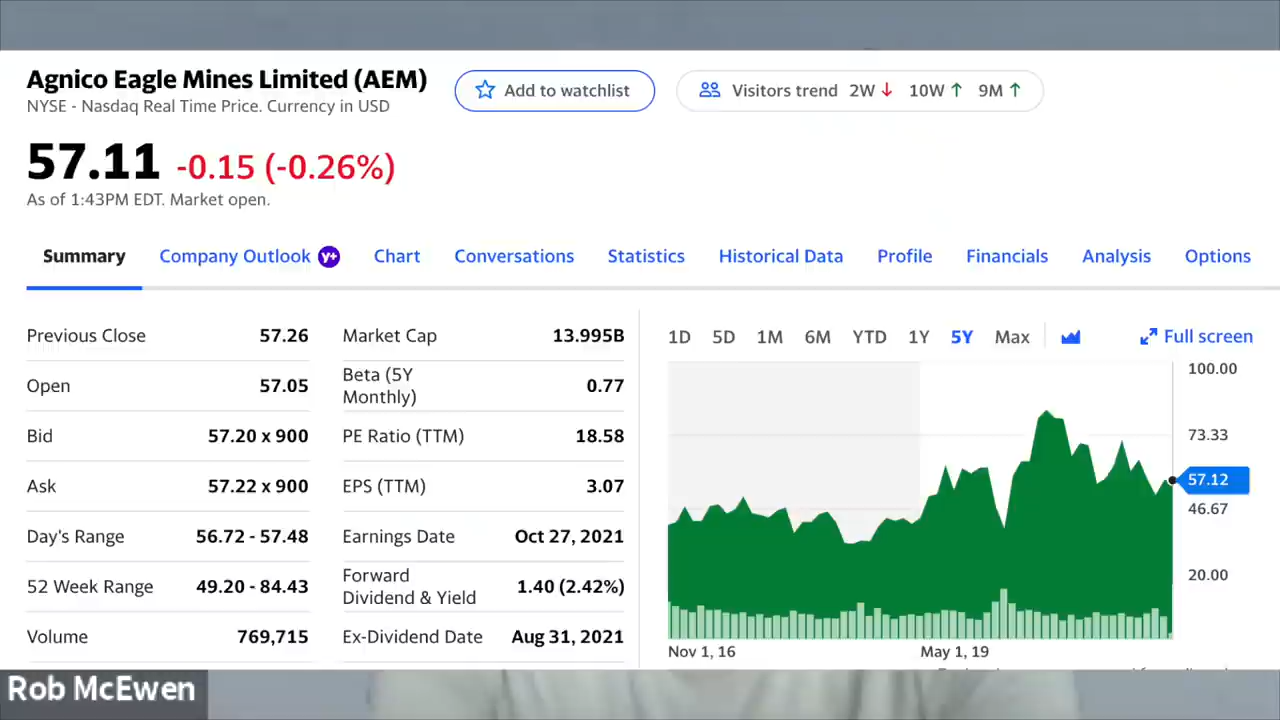 Agnico Eagle Mines Limited (AEM)
NYSE - Nasdaq Real Time Price. Currency in USD
Add to watchlist
Visitors trend 2W ↓ 10W ↑ 9M ↑
57.11 -0.15 (-0.26%)
As of 1:43PM EDT. Market open.
Summary Company Outlook Y+ Chart Conversations Statistics Historical Data Profile Financials Analysis Options
Previous Close 57.26
Open 57.05
Bid 57.20 x 900
Ask 57.22 x 900
Day's Range 56.72 - 57.48
52 Week Range 49.20 - 84.43
Volume 769,715
Market Cap 13.995B
Beta (5Y
Monthly) 0.77
PE Ratio (TTM) 18.58
EPS (TTM) 3.07
Earnings Date Oct 27, 2021
Forward
Dividend & Yield 1.40 (2.42%)
Ex-Dividend Date Aug 31, 2021
1D 5D 1M 6M YTD 1Y 5Y Max Full screen
100.00
73.33
57.12
46.67
20.00
Nov 1, 16 May 1, 19
Rob McEwen